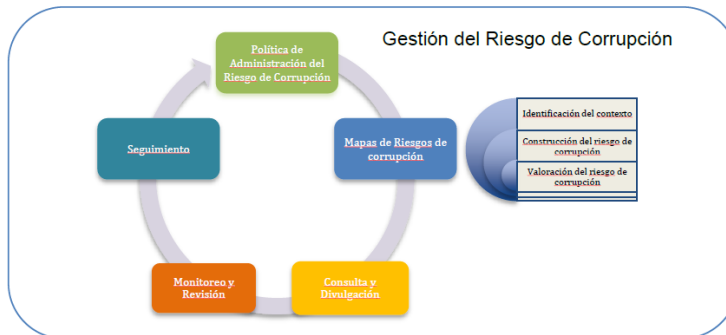 Gestión del Riesgo de Corrupción
Política de
Administración del
Riesgo de Corrupción
Mapas de Riesgos de
corrupción
Identificación del contexto
Construcción del riesgo de
corrupción
Valoración del riesgo de
corrupción
Consulta y
Divulgación
Monitoreo y
Revisión
Seguimiento